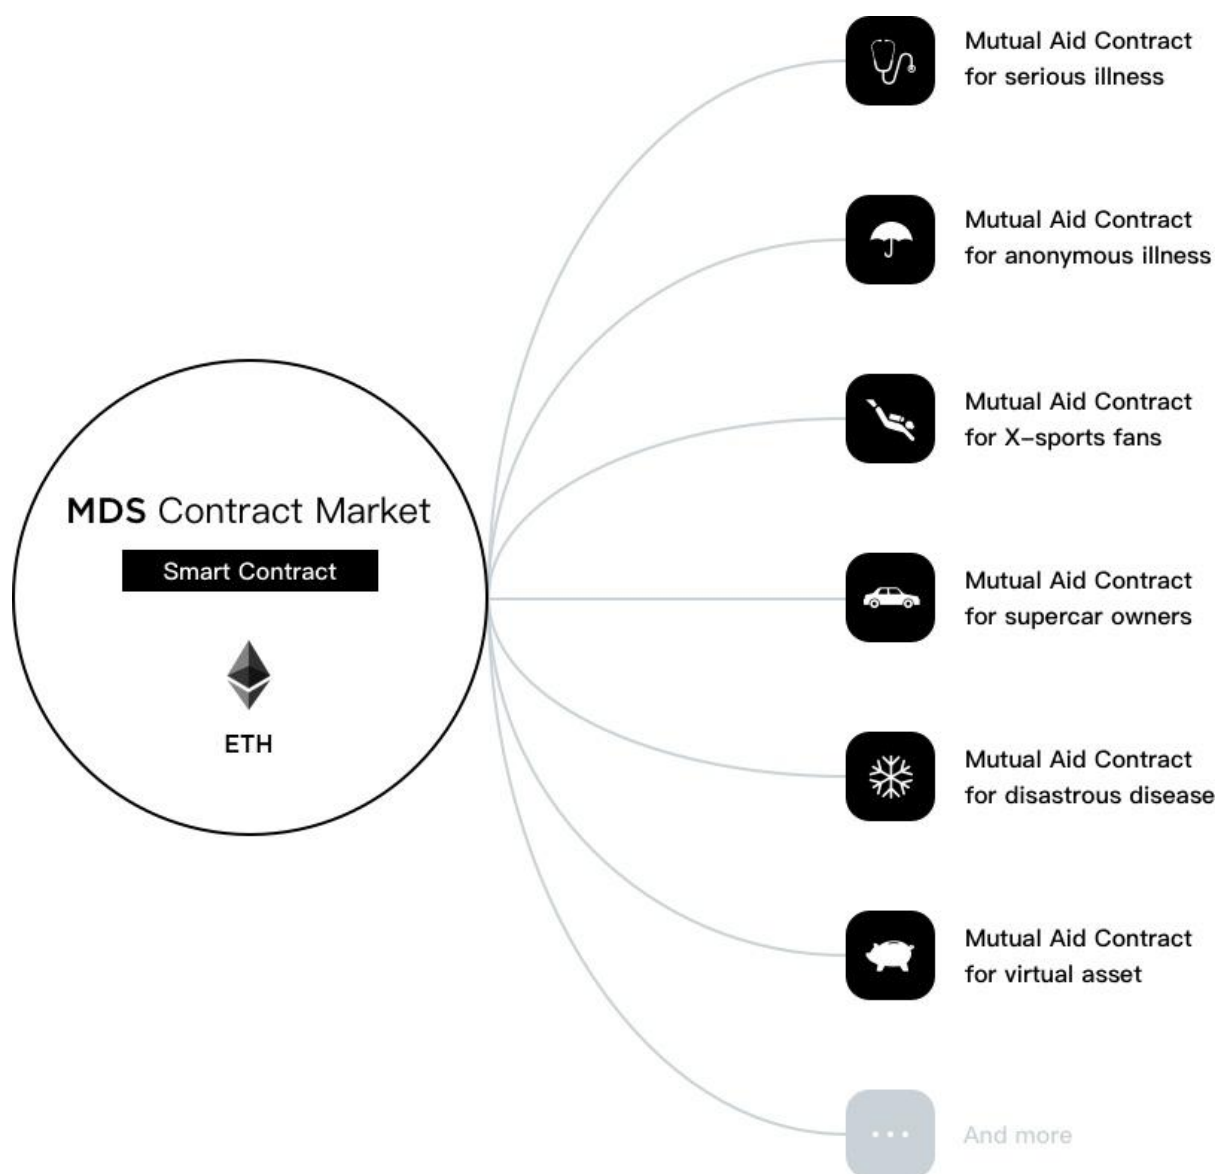 Mutual Aid Contract
for serious illness
Mutual Aid Contract
for anonymous illness
Mutual Aid Contract
for X–sports fans
MDS Contract Market
Smart Contract
ETH
Mutual Aid Contract
for supercar owners
Mutual Aid Contract
for disastrous disease
Mutual Aid Contract
for virtual asset
And more